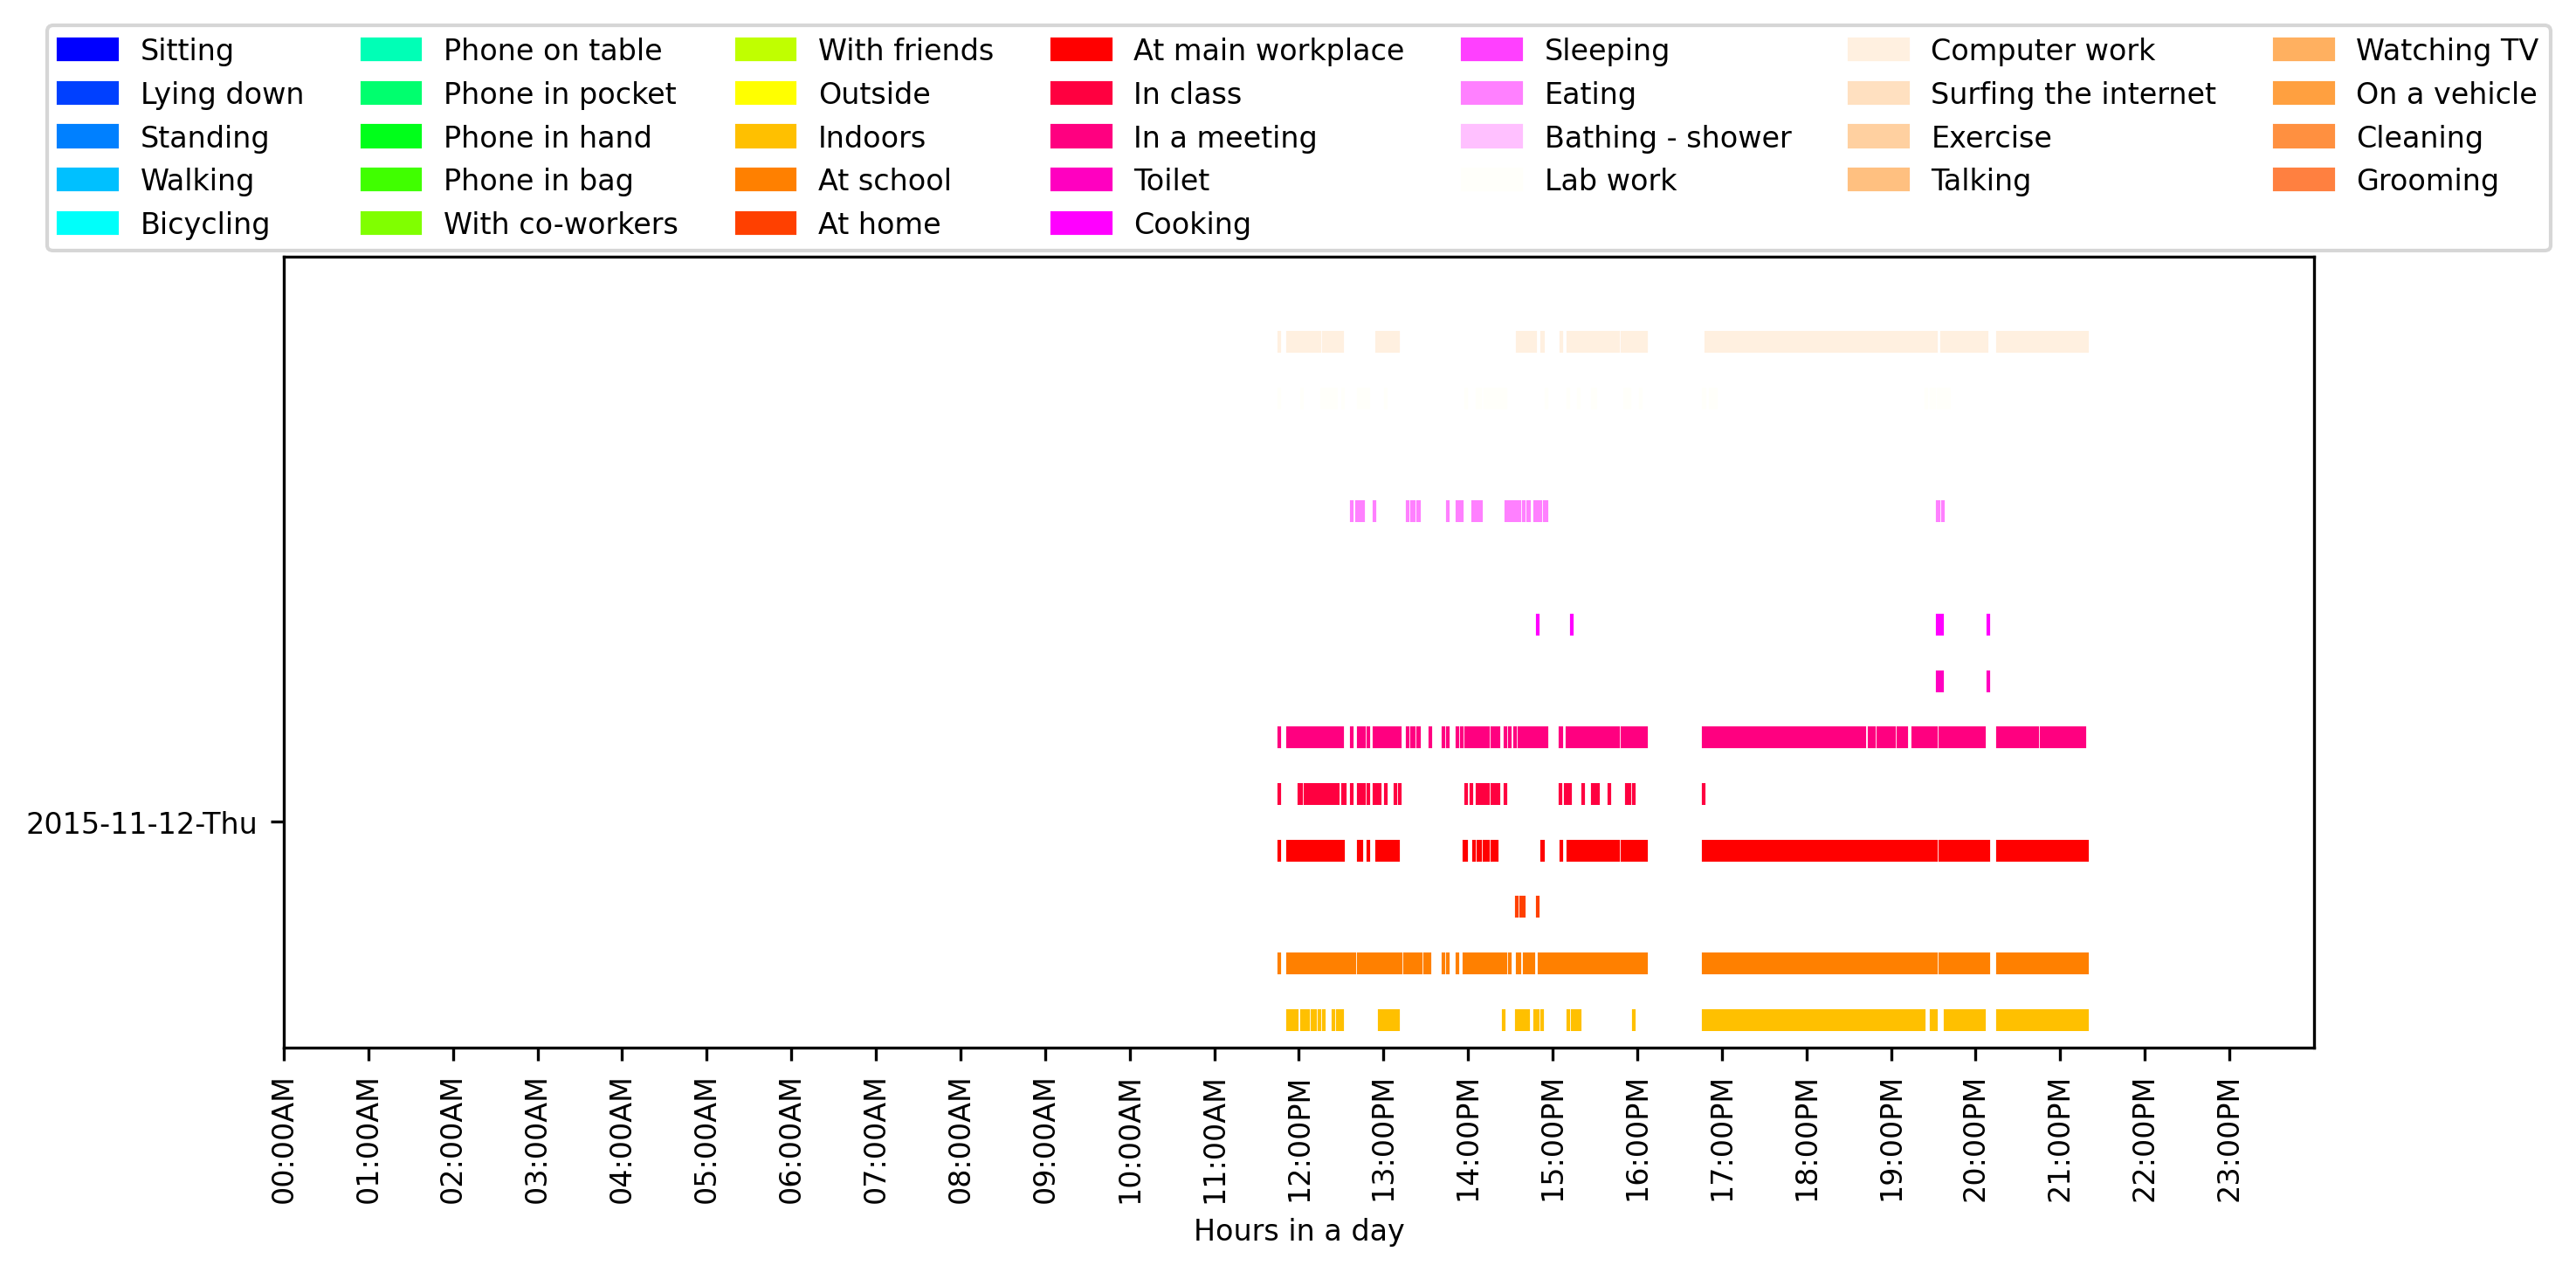 Sitting
Lying down
Standing
Walking
Bicycling
Phone on table
Phone in pocket
Phone in hand
Phone in bag
With co-workers
With friends
Outside
Indoors
At school
At home
At main workplace
In class
In a meeting
Toilet
Cooking
Sleeping
Eating
Bathing - shower
Lab work
Computer work
Surfing the internet
Exercise
Talking
Watching TV
On a vehicle
Cleaning
Grooming
2015-11-12-Thu
00:00AM
01:00AM
02:00AM
03:00AM
04:00AM
05:00AM
06:00AM
07:00AM
08:00AM
09:00AM
10:00AM
11:00AM
12:00PM
13:00PM
14:00PM
15:00PM
16:00PM
17:00PM
18:00PM
19:00PM
20:00PM
21:00PM
22:00PM
23:00PM
Hours in a day